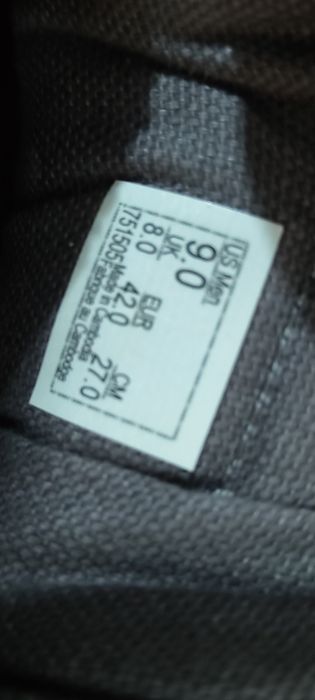 US Men
9.0
UK EUR CM
8.0 42.0 27.0
751505 Made in Cambodia
Fabriqué au Cambodge